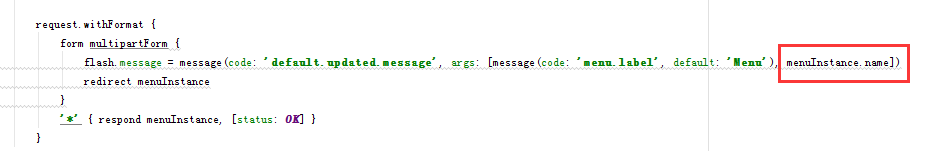 request.withFormat {
form multipartForm {
flash.message = message(code: 'default.updated.message', args: [message(code: 'menu.label', default: 'Menu'), menuInstance.name])
redirect menuInstance
}
'*' { respond menuInstance, [status: OK] }
}